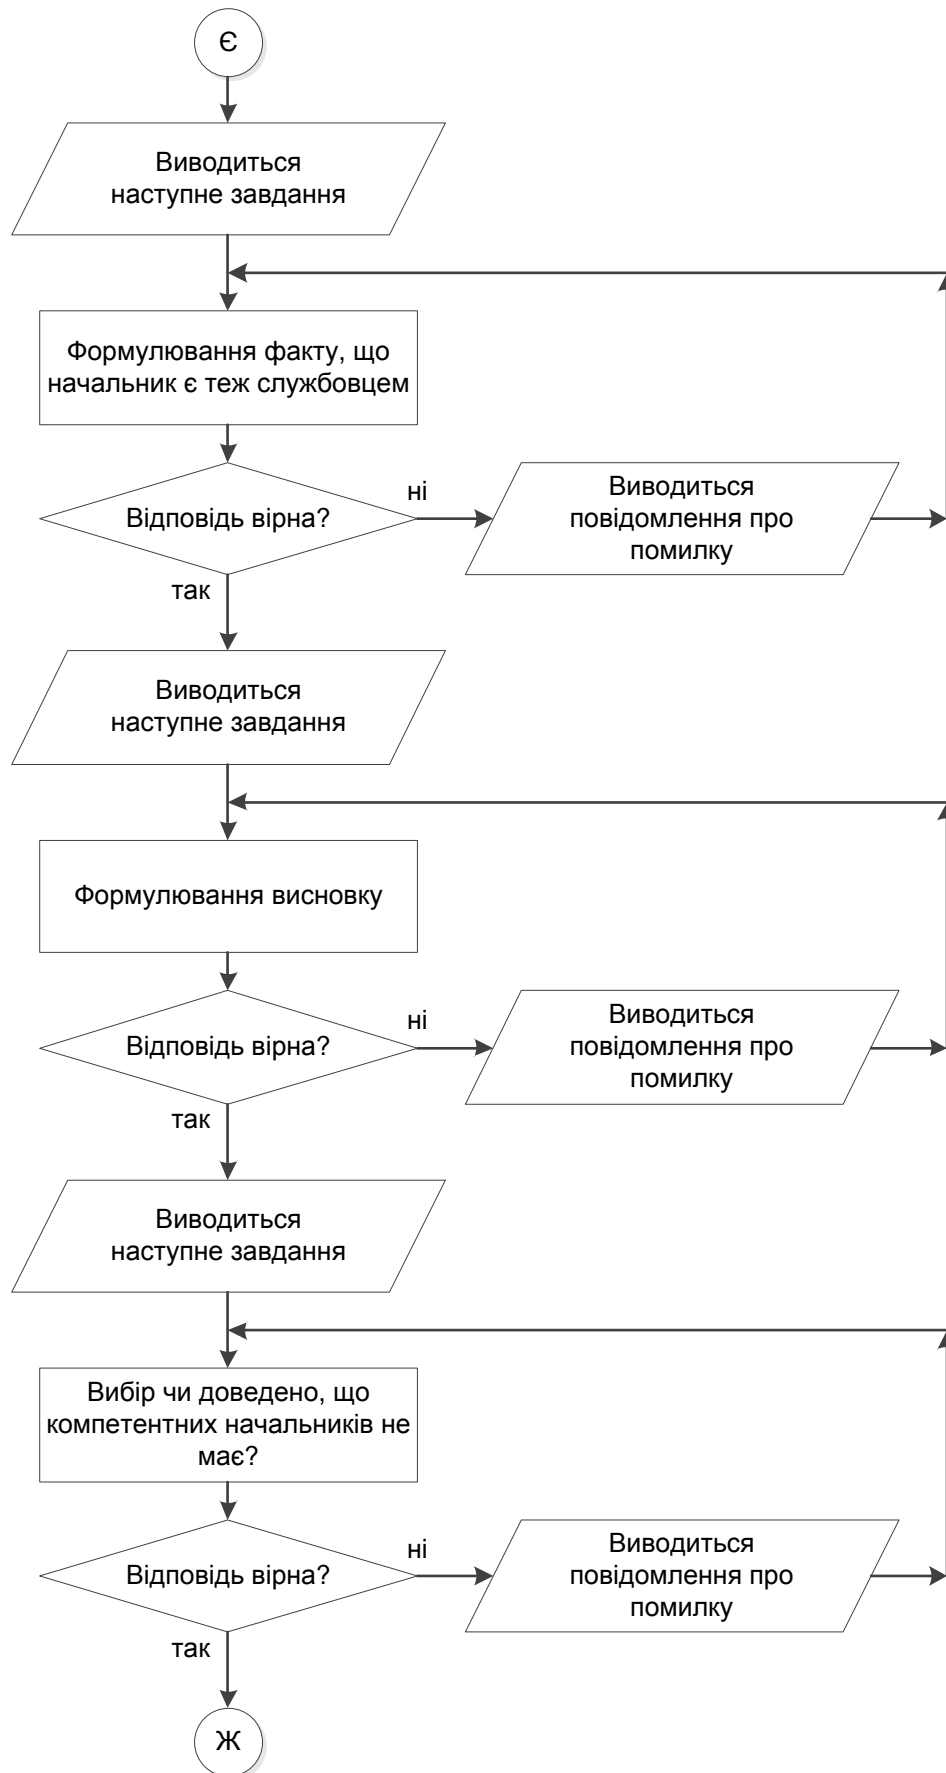 Є
Виводиться
наступне завдання
Формулювання факту, що
начальник є теж службовцем
Відповідь вірна?
ні
Виводиться
повідомлення про
помилку
так
Виводиться
наступне завдання
Формулювання висновку
Відповідь вірна?
ні
Виводиться
повідомлення про
помилку
так
Виводиться
наступне завдання
Вибір чи доведено, що
компетентних начальників не
має?
Відповідь вірна?
ні
Виводиться
повідомлення про
помилку
так
Ж